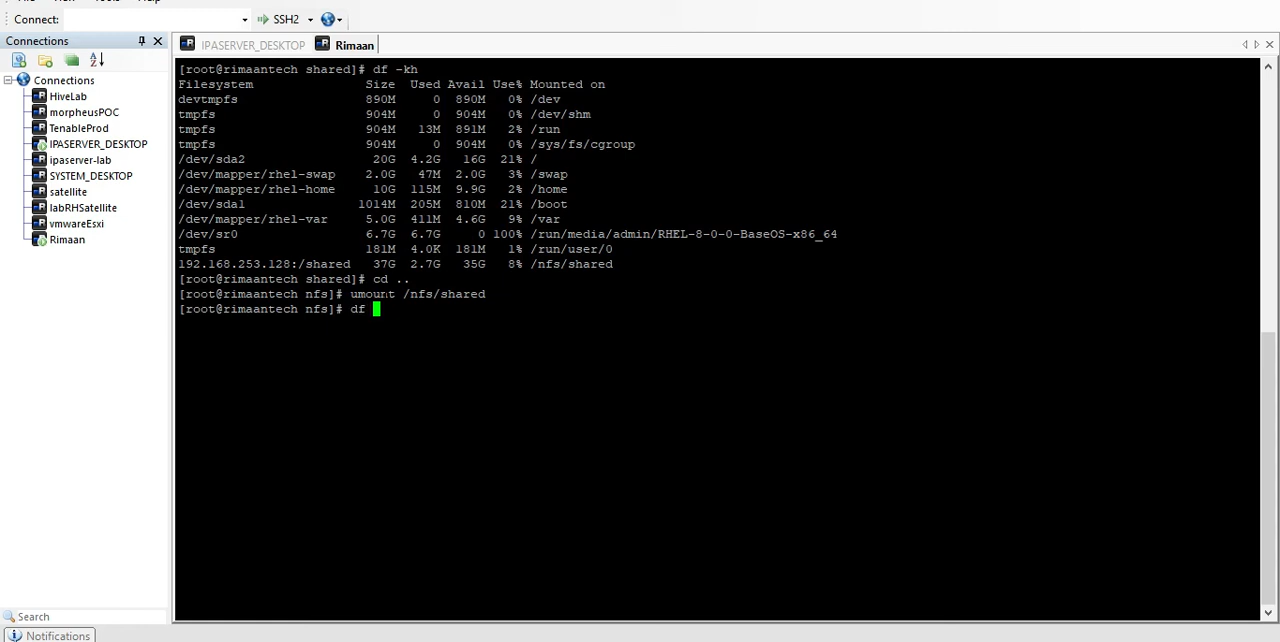 Connect: SSH2
Connections
IPASERVER_DESKTOP Rimaan
Connections
HiveLab
morpheusPOC
TenableProd
IPASERVER_DESKTOP
ipaserver-lab
SYSTEM_DESKTOP
satellite
labRHSatellite
vmwareEsxi
Rimaan
[root@rimaantech shared]# df -kh
Filesystem Size Used Avail Use% Mounted on
devtmpfs 890M 0 890M 0% /dev
tmpfs 904M 0 904M 0% /dev/shm
tmpfs 904M 13M 891M 2% /run
tmpfs 904M 0 904M 0% /sys/fs/cgroup
/dev/sda2 20G 4.2G 16G 21% /
/dev/mapper/rhel-swap 2.0G 47M 2.0G 3% /swap
/dev/mapper/rhel-home 10G 115M 9.9G 2% /home
/dev/sda1 1014M 205M 810M 21% /boot
/dev/mapper/rhel-var 5.0G 411M 4.6G 9% /var
/dev/sr0 6.7G 6.7G 0 100% /run/media/admin/RHEL-8-0-0-BaseOS-x86_64
tmpfs 181M 4.0K 181M 1% /run/user/0
192.168.253.128:/shared 37G 2.7G 35G 8% /nfs/shared
[root@rimaantech shared]# cd ..
[root@rimaantech nfs]# umount /nfs/shared
[root@rimaantech nfs]# df
Search
Notifications